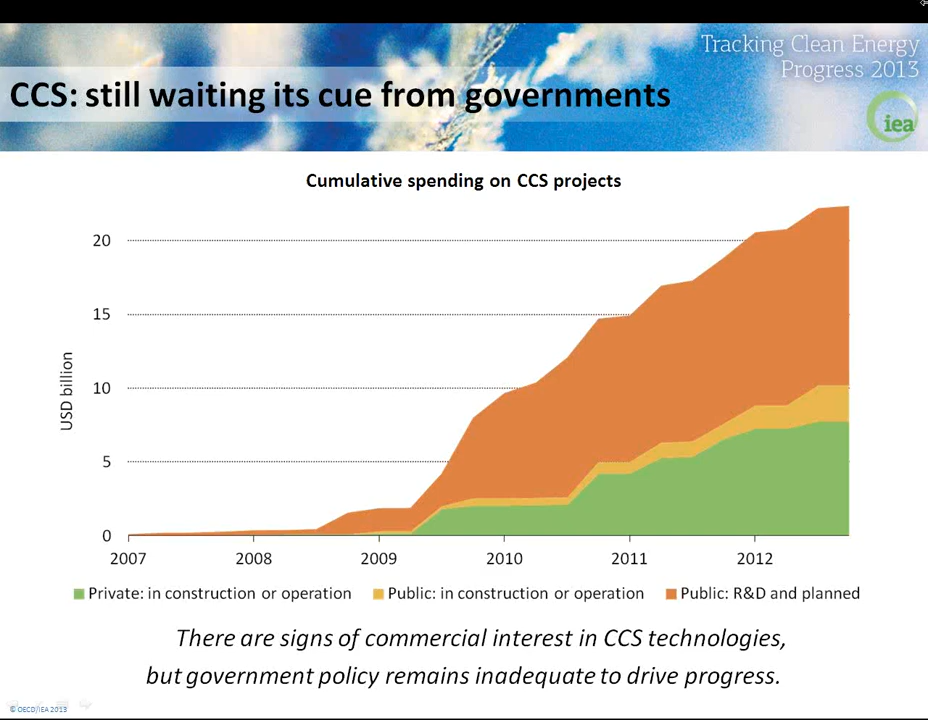 Tracking Clean Energy
Progress 2013
CCS: still waiting its cue from governments
iea
Cumulative spending on CCS projects
20
15
10
5
0
USD billion
2007 2008 2009 2010 2011 2012
Private: in construction or operation Public: in construction or operation Public: R&D and planned
There are signs of commercial interest in CCS technologies,
but government policy remains inadequate to drive progress.
© OECD/IEA 2013